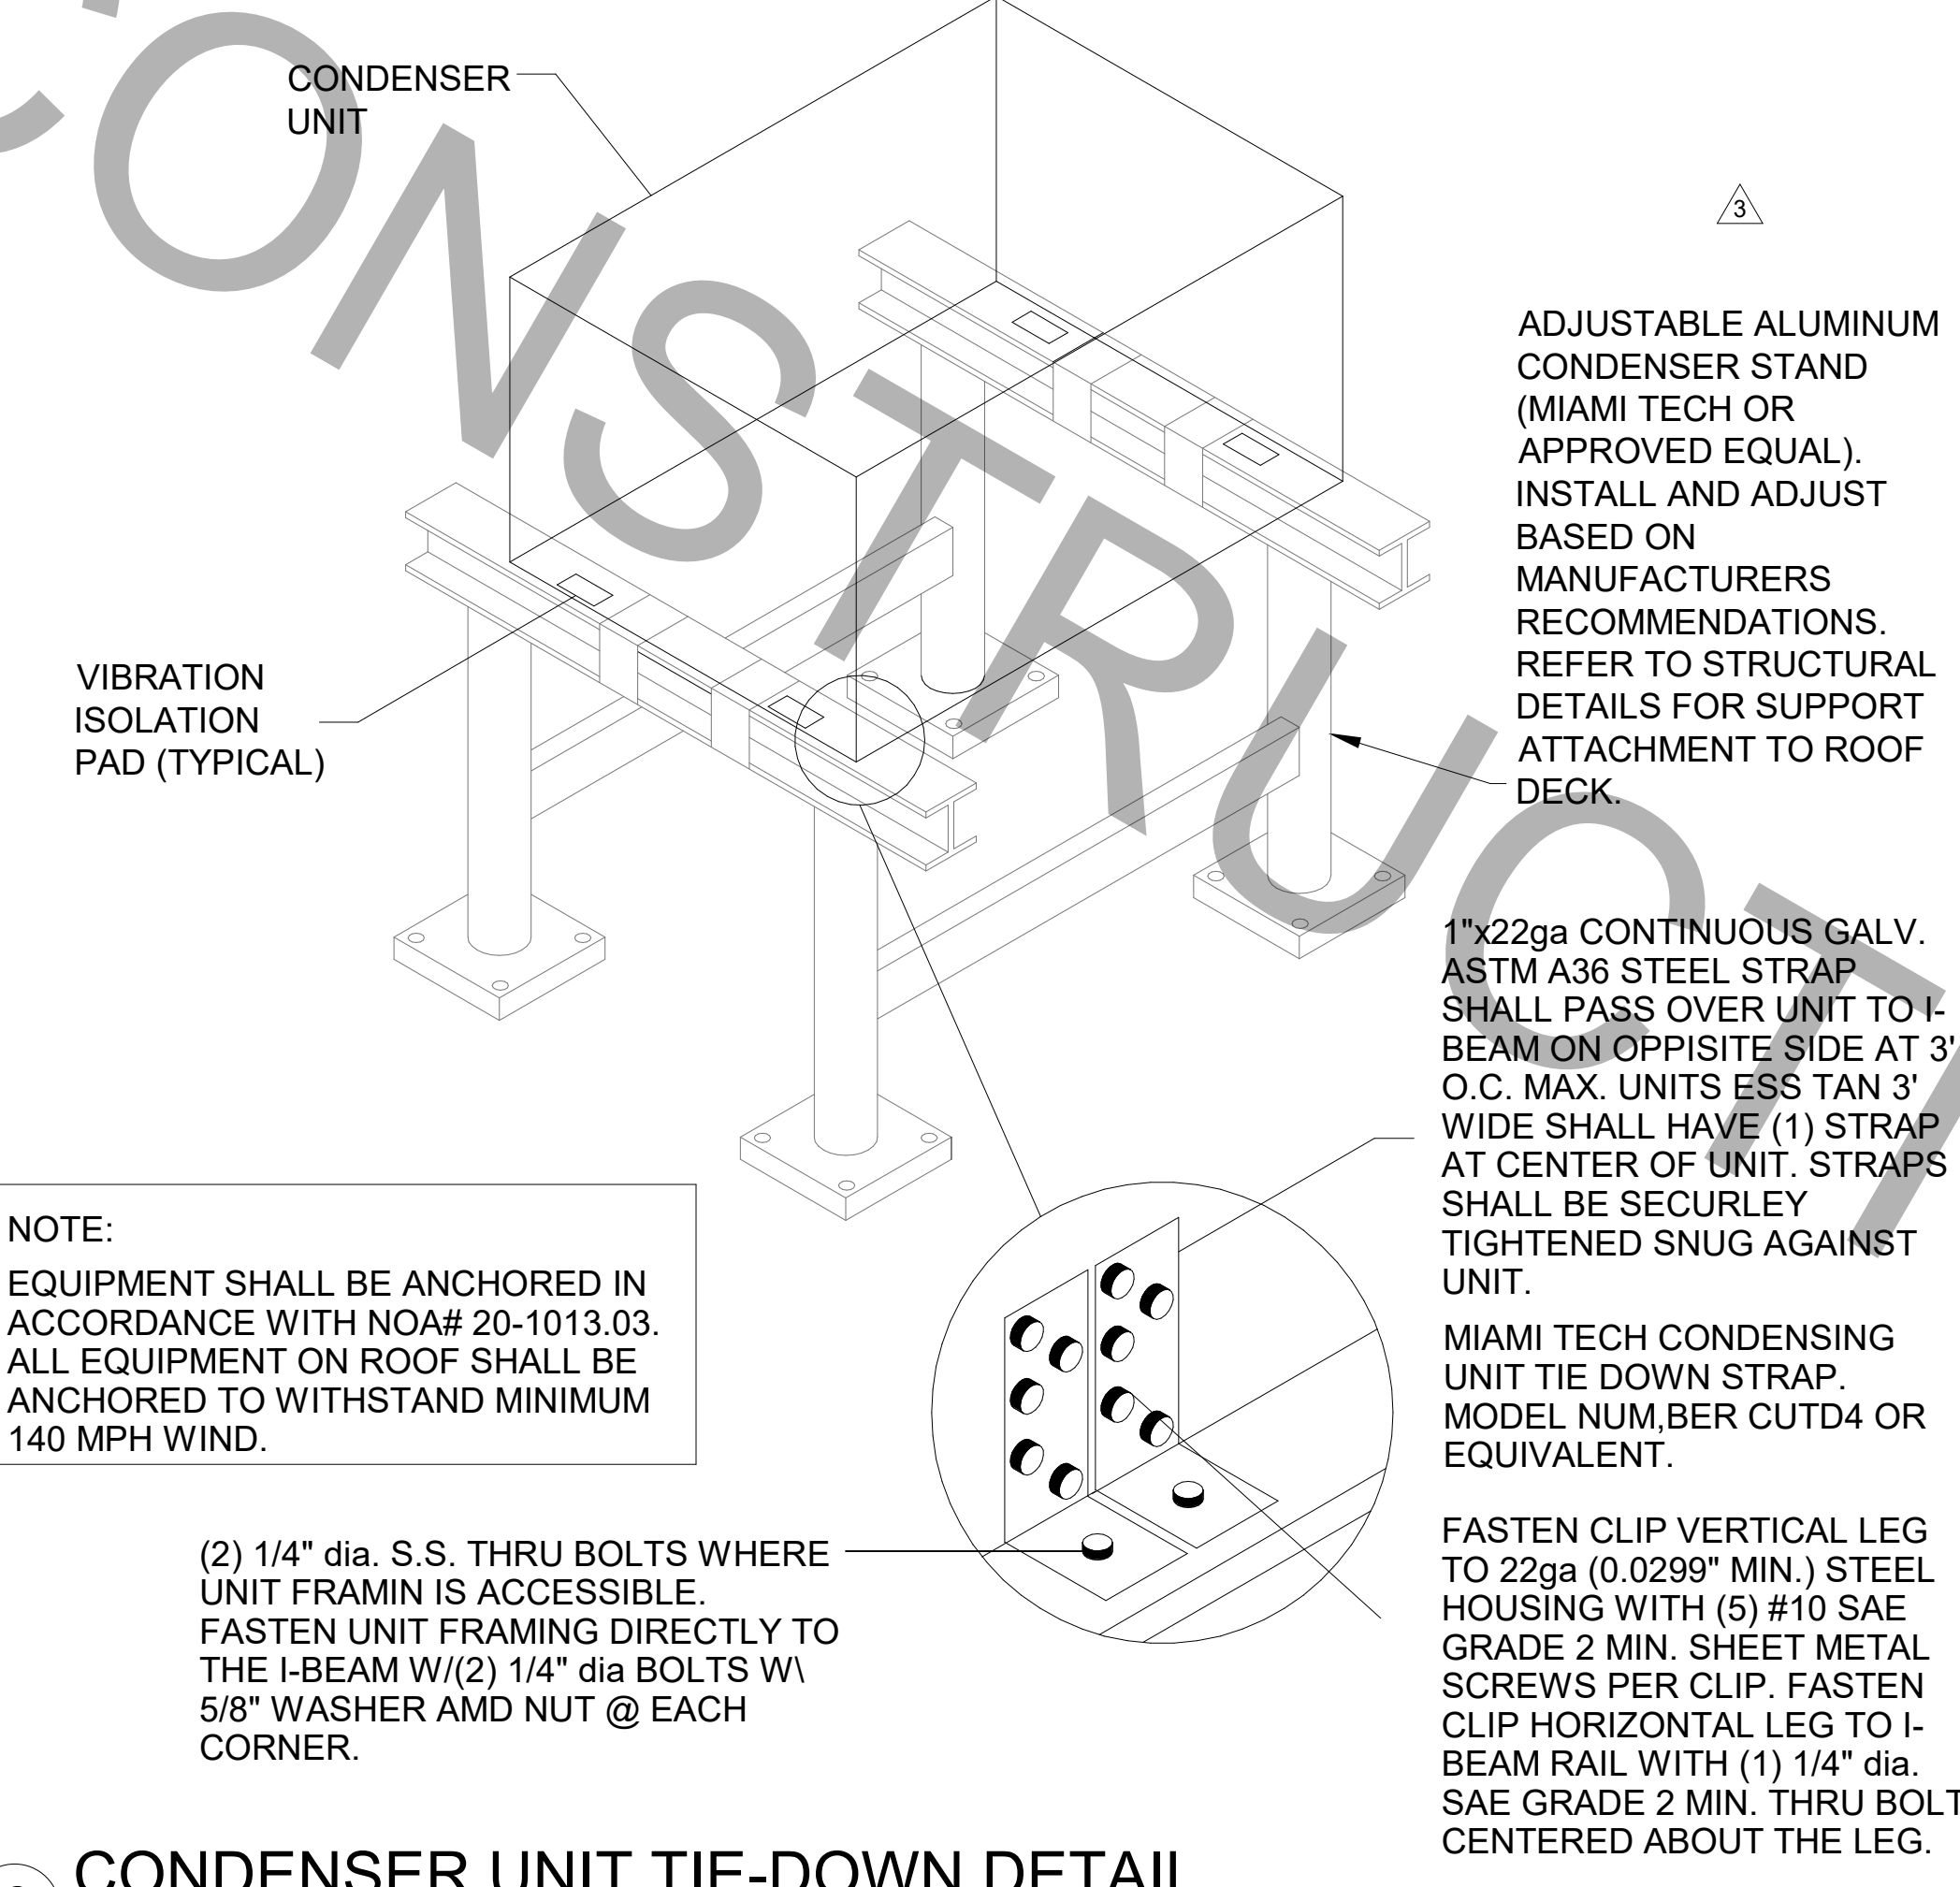 CONDENSER
UNIT
3
ADJUSTABLE ALUMINUM
CONDENSER STAND
(MIAMI TECH OR
APPROVED EQUAL).
INSTALL AND ADJUST
BASED ON
MANUFACTURERS
RECOMMENDATIONS.
REFER TO STRUCTURAL
DETAILS FOR SUPPORT
ATTACHMENT TO ROOF
DECK.
VIBRATION
ISOLATION
PAD (TYPICAL)
1"x22ga CONTINUOUS GALV.
ASTM A36 STEEL STRAP
SHALL PASS OVER UNIT TO I-
BEAM ON OPPISITE SIDE AT 3'
O.C. MAX. UNITS ESS TAN 3'
WIDE SHALL HAVE (1) STRAP
AT CENTER OF UNIT. STRAPS
SHALL BE SECURLEY
TIGHTENED SNUG AGAINST
UNIT.
MIAMI TECH CONDENSING
UNIT TIE DOWN STRAP.
MODEL NUM,BER CUTD4 OR
EQUIVALENT.
FASTEN CLIP VERTICAL LEG
TO 22ga (0.0299" MIN.) STEEL
HOUSING WITH (5) #10 SAE
GRADE 2 MIN. SHEET METAL
SCREWS PER CLIP. FASTEN
CLIP HORIZONTAL LEG TO I-
BEAM RAIL WITH (1) 1/4" dia.
SAE GRADE 2 MIN. THRU BOLT
CENTERED ABOUT THE LEG.
NOTE:
EQUIPMENT SHALL BE ANCHORED IN
ACCORDANCE WITH NOA# 20-1013.03.
ALL EQUIPMENT ON ROOF SHALL BE
ANCHORED TO WITHSTAND MINIMUM
140 MPH WIND.
(2) 1/4" dia. S.S. THRU BOLTS WHERE
UNIT FRAMIN IS ACCESSIBLE.
FASTEN UNIT FRAMING DIRECTLY TO
THE I-BEAM W/(2) 1/4" dia BOLTS W\
5/8" WASHER AMD NUT @ EACH
CORNER.
CONDENSER UNIT TIE-DOWN DETAIL
CONSTRUCTI